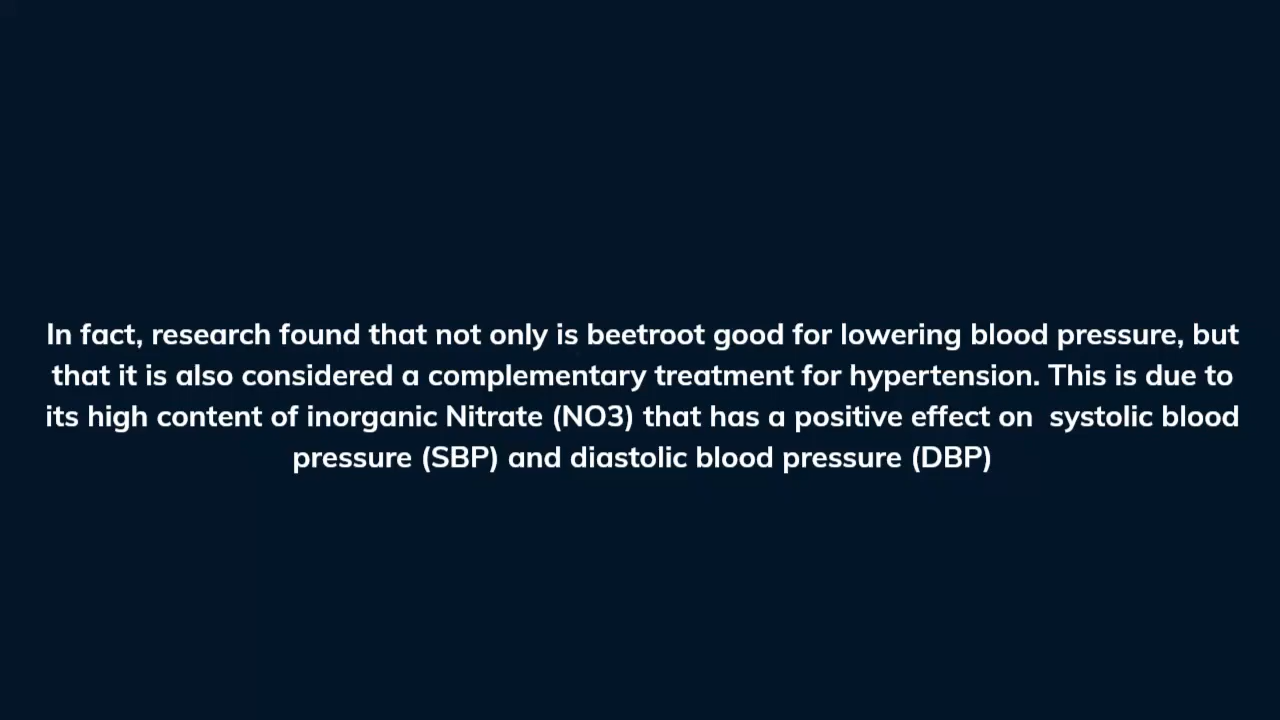 In fact, research found that not only is beetroot good for lowering blood pressure, but
that it is also considered a complementary treatment for hypertension. This is due to
its high content of inorganic Nitrate (NO3) that has a positive effect on  systolic blood
pressure (SBP) and diastolic blood pressure (DBP)